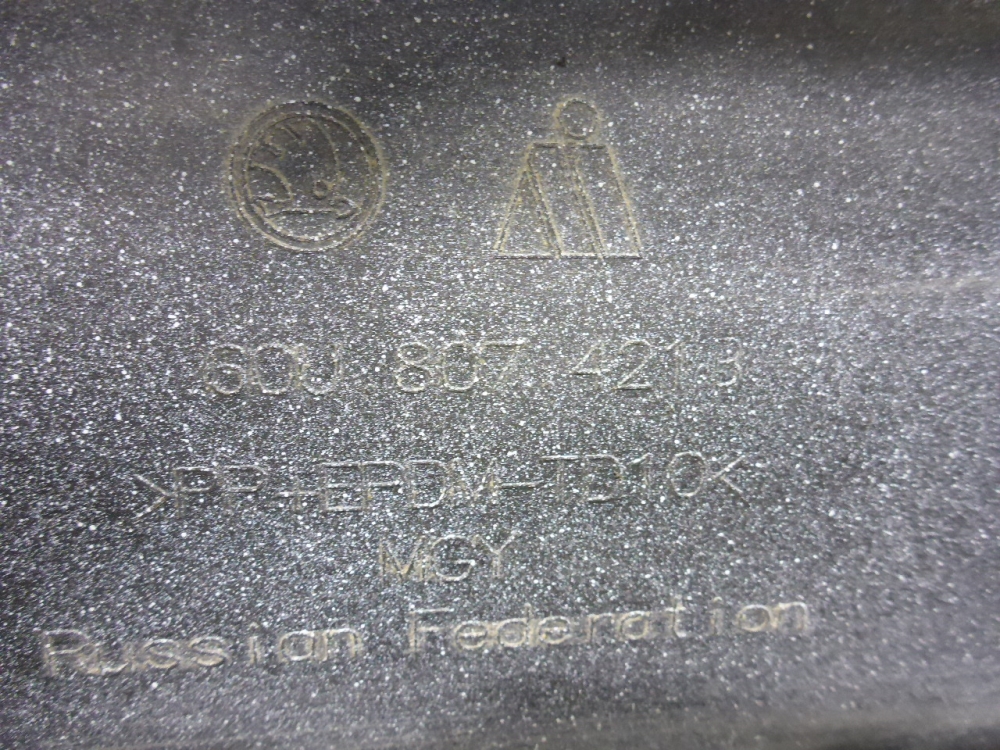 60U 807 421 J
>PP+EPDM-TD10<
MGY
Russian Federation